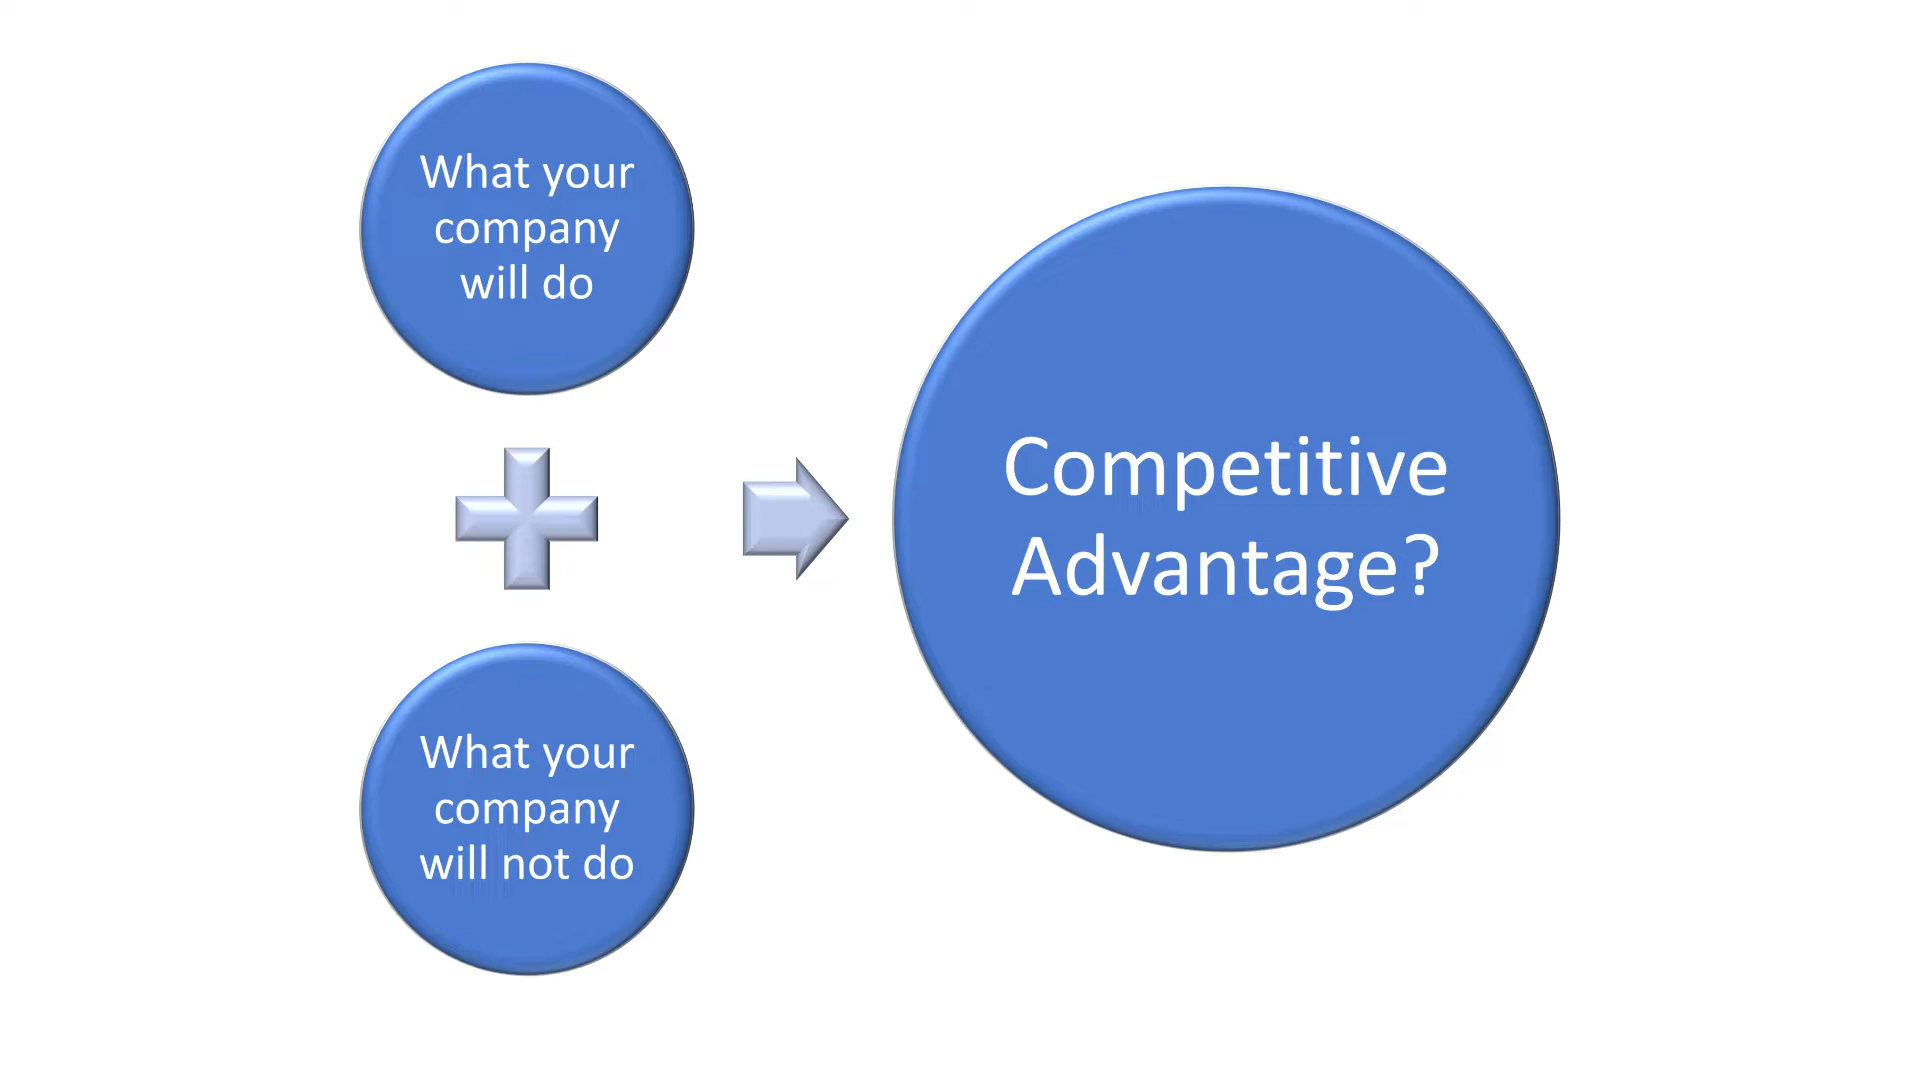 What your
company
will do
What your
company
will not do
Competitive
Advantage?